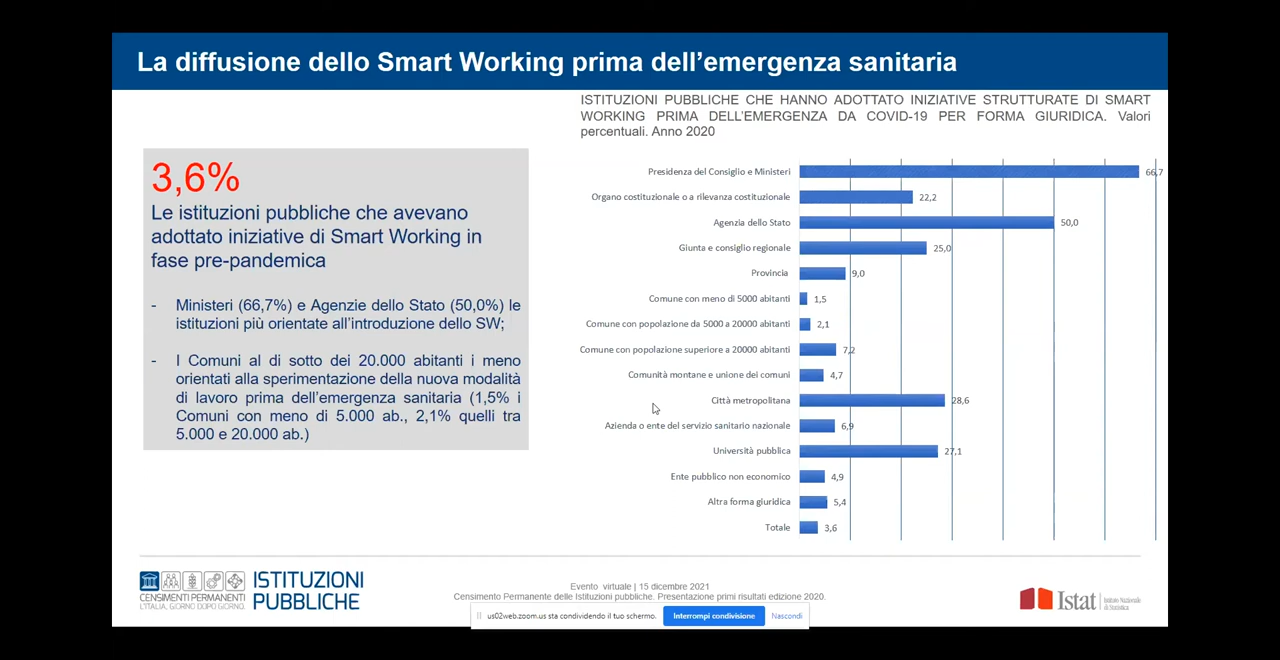 La diffusione dello Smart Working prima dell'emergenza sanitaria
ISTITUZIONI PUBBLICHE CHE HANNO ADOTTATO INIZIATIVE STRUTTURATE DI SMART
WORKING PRIMA DELL'EMERGENZA DA COVID-19 PER FORMA GIURIDICA. Valori
percentuali. Anno 2020
3,6%
Le istituzioni pubbliche che avevano
adottato iniziative di Smart Working in
fase pre-pandemica
- Ministeri (66,7%) e Agenzie dello Stato (50,0%) le
istituzioni più orientate all'introduzione dello SW;
- I Comuni al di sotto dei 20.000 abitanti i meno
orientati alla sperimentazione della nuova modalità
di lavoro prima dell'emergenza sanitaria (1,5% i
Comuni con meno di 5.000 ab., 2,1% quelli tra
5.000 e 20.000 ab.)
Presidenza del Consiglio e Ministeri 66,7
Organo costituzionale o a rilevanza costituzionale 22,2
Agenzia dello Stato 50,0
Giunta e consiglio regionale 25,0
Provincia 9,0
Comune con meno di 5000 abitanti 1,5
Comune con popolazione da 5000 a 20000 abitanti 2,1
Comune con popolazione superiore a 20000 abitanti 7,2
Comunità montane e unione dei comuni 4,7
Città metropolitana 28,6
Azienda o ente del servizio sanitario nazionale 6,9
Università pubblica 27,1
Ente pubblico non economico 4,9
Altra forma giuridica 5,4
Totale 3,6
CENSIMENTI PERMANENTI
L'ITALIA, GIORNO DOPO GIORNO.
ISTITUZIONI
PUBBLICHE
Evento virtuale | 15 dicembre 2021
Censimento Permanente delle Istituzioni pubbliche. Presentazione primi risultati edizione 2020.
us02web.zoom.us sta condividendo il tuo schermo. Interrompi condivisione Nascondi
Istat
Istituto Nazionale
di Statistica